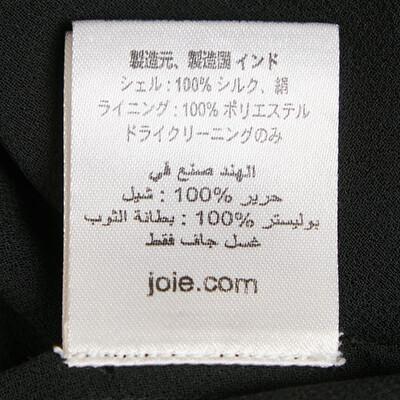 製造元、製造国 インド
シェル : 100% シルク、絹
ライニング : 100% ポリエステル
ドライクリーニングのみ
الهند صنع في
حرير %100 : شيل
بوليستر %100 : بطانة الثوب
غسل جاف فقط
joie.com